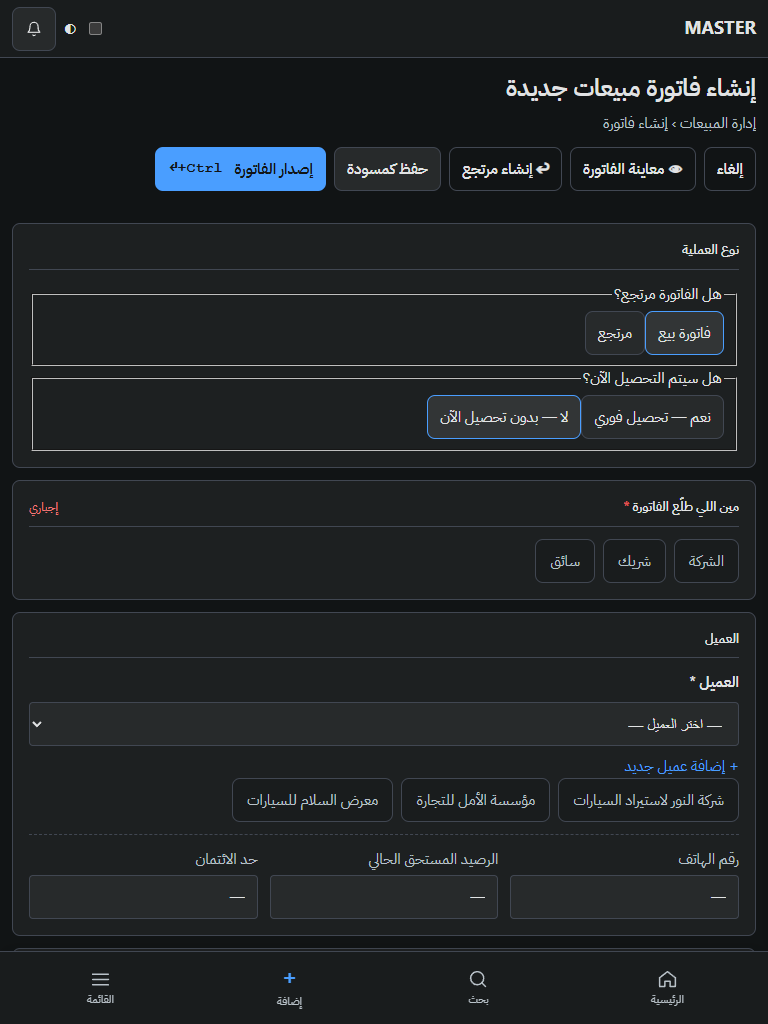 MASTER
إنشاء فاتورة مبيعات جديدة
إدارة المبيعات › إنشاء فاتورة
إلغاء
معاينة الفاتورة
إنشاء مرتجع
حفظ كمسودة
إصدار الفاتورة Ctrl+↵
نوع العملية
هل الفاتورة مرتجع؟
فاتورة بيع
مرتجع
هل سيتم التحصيل الآن؟
نعم — تحصيل فوري
لا — بدون تحصيل الآن
مين اللي طلّع الفاتورة *
إجباري
الشركة
شريك
سائق
العميل
العميل *
— اختر العميل —
+ إضافة عميل جديد
شركة النور لاستيراد السيارات
مؤسسة الأمل للتجارة
معرض السلام للسيارات
رقم الهاتف
الرصيد المستحق الحالي
حد الائتمان
—
—
—
الرئيسية
بحث
إضافة
القائمة